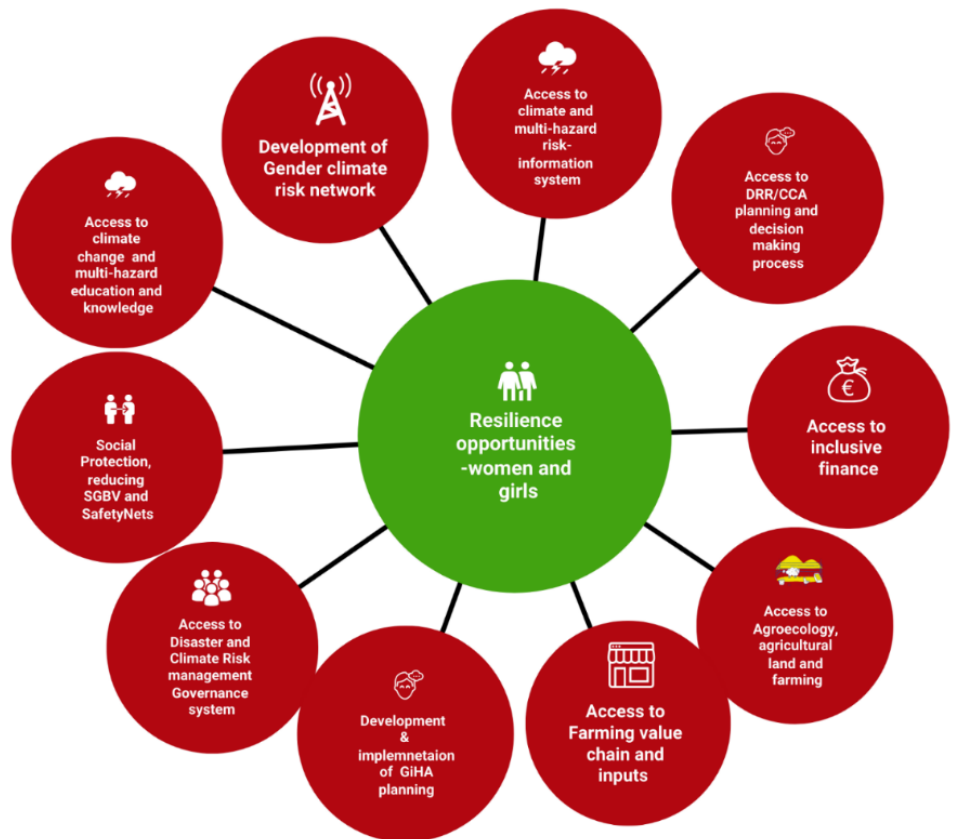 Resilience
opportunities
-women and
girls
Access to
climate and
multi-hazard
risk-
information
system
Access to
DRR/CCA
planning and
decision
making
process
Access to
inclusive
finance
Access to
Agroecology,
agricultural
land and
farming
Access to
Farming value
chain and
inputs
Development
&
implemnetaion
of GiHA
planning
Access to
Disaster and
Climate Risk
management
Governance
system
Social
Protection,
reducing
SGBV and
SafetyNets
Access to
climate
change and
multi-hazard
education and
knowledge
Development of
Gender climate
risk network